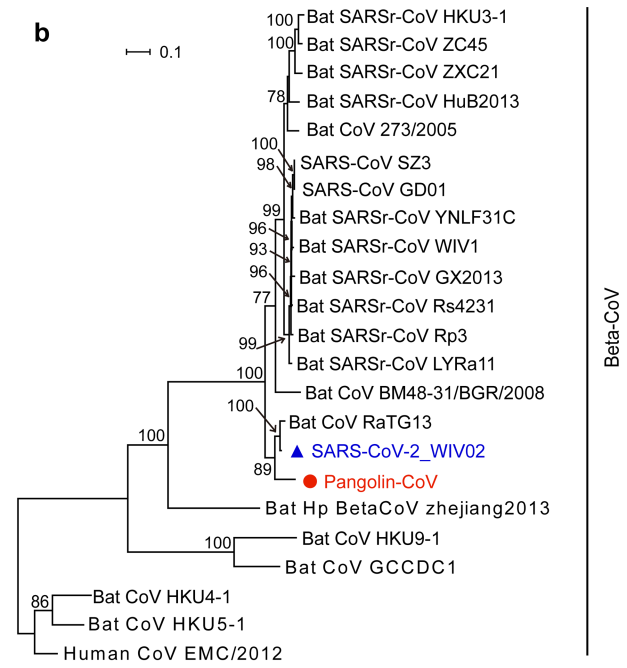 b
0.1
100
Bat SARSr-CoV HKU3-1
100
Bat SARSr-CoV ZC45
Bat SARSr-CoV ZXC21
78
Bat SARSr-CoV HuB2013
Bat CoV 273/2005
100
SARS-CoV SZ3
98
SARS-CoV GD01
99
Bat SARSr-CoV YNLF31C
96
Bat SARSr-CoV WIV1
93
96
Bat SARSr-CoV GX2013
77
Bat SARSr-CoV Rs4231
99
Bat SARSr-CoV Rp3
Bat SARSr-CoV LYRa11
100
Bat CoV BM48-31/BGR/2008
100
Bat CoV RaTG13
SARS-CoV-2_WIV02
89
Pangolin-CoV
100
Bat Hp BetaCoV zhejiang2013
100
Bat CoV HKU9-1
Bat CoV GCCDC1
86
Bat CoV HKU4-1
Bat CoV HKU5-1
Human CoV EMC/2012
Beta-CoV